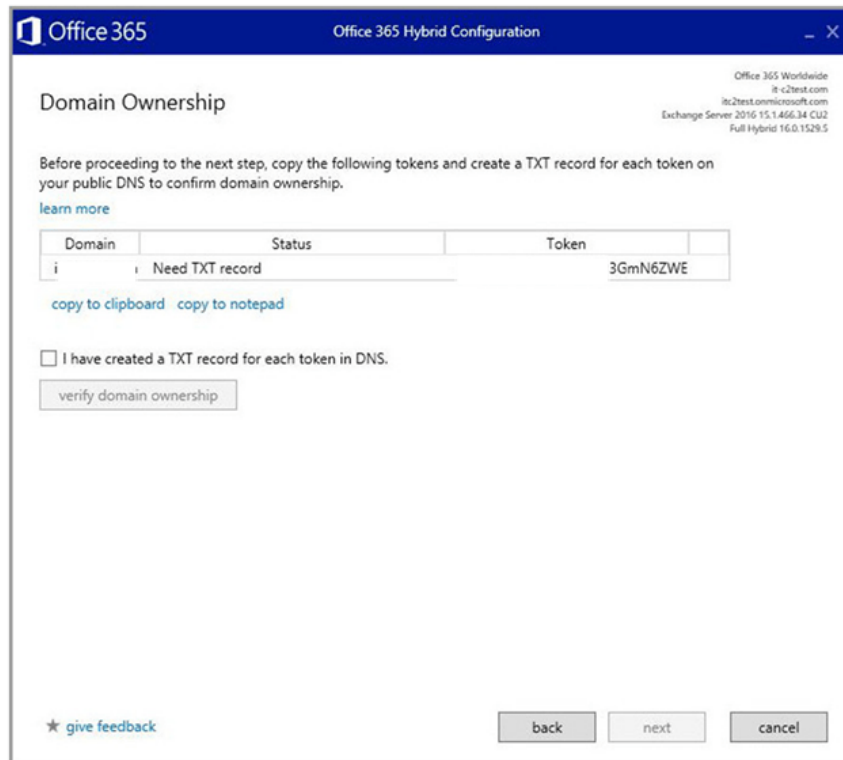 Office 365
Office 365 Hybrid Configuration
Office 365 Worldwide
it-c2test.com
itc2test.onmicrosoft.com
Exchange Server 2016 15.1.466.34 CU2
Full Hybrid 16.0.1529.5
Domain Ownership
Before proceeding to the next step, copy the following tokens and create a TXT record for each token on
your public DNS to confirm domain ownership.
learn more
Domain Status Token
i Need TXT record 3GmN6ZWE
copy to clipboard copy to notepad
I have created a TXT record for each token in DNS.
verify domain ownership
give feedback back next cancel